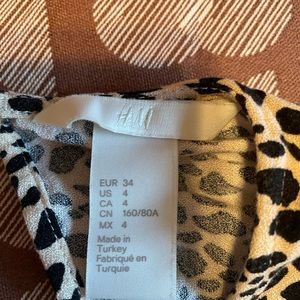 H&M
EUR 34
US 4
CA 4
CN 160/80A
MX 4
Made in
Turkey
Fabriqué en
Turquie